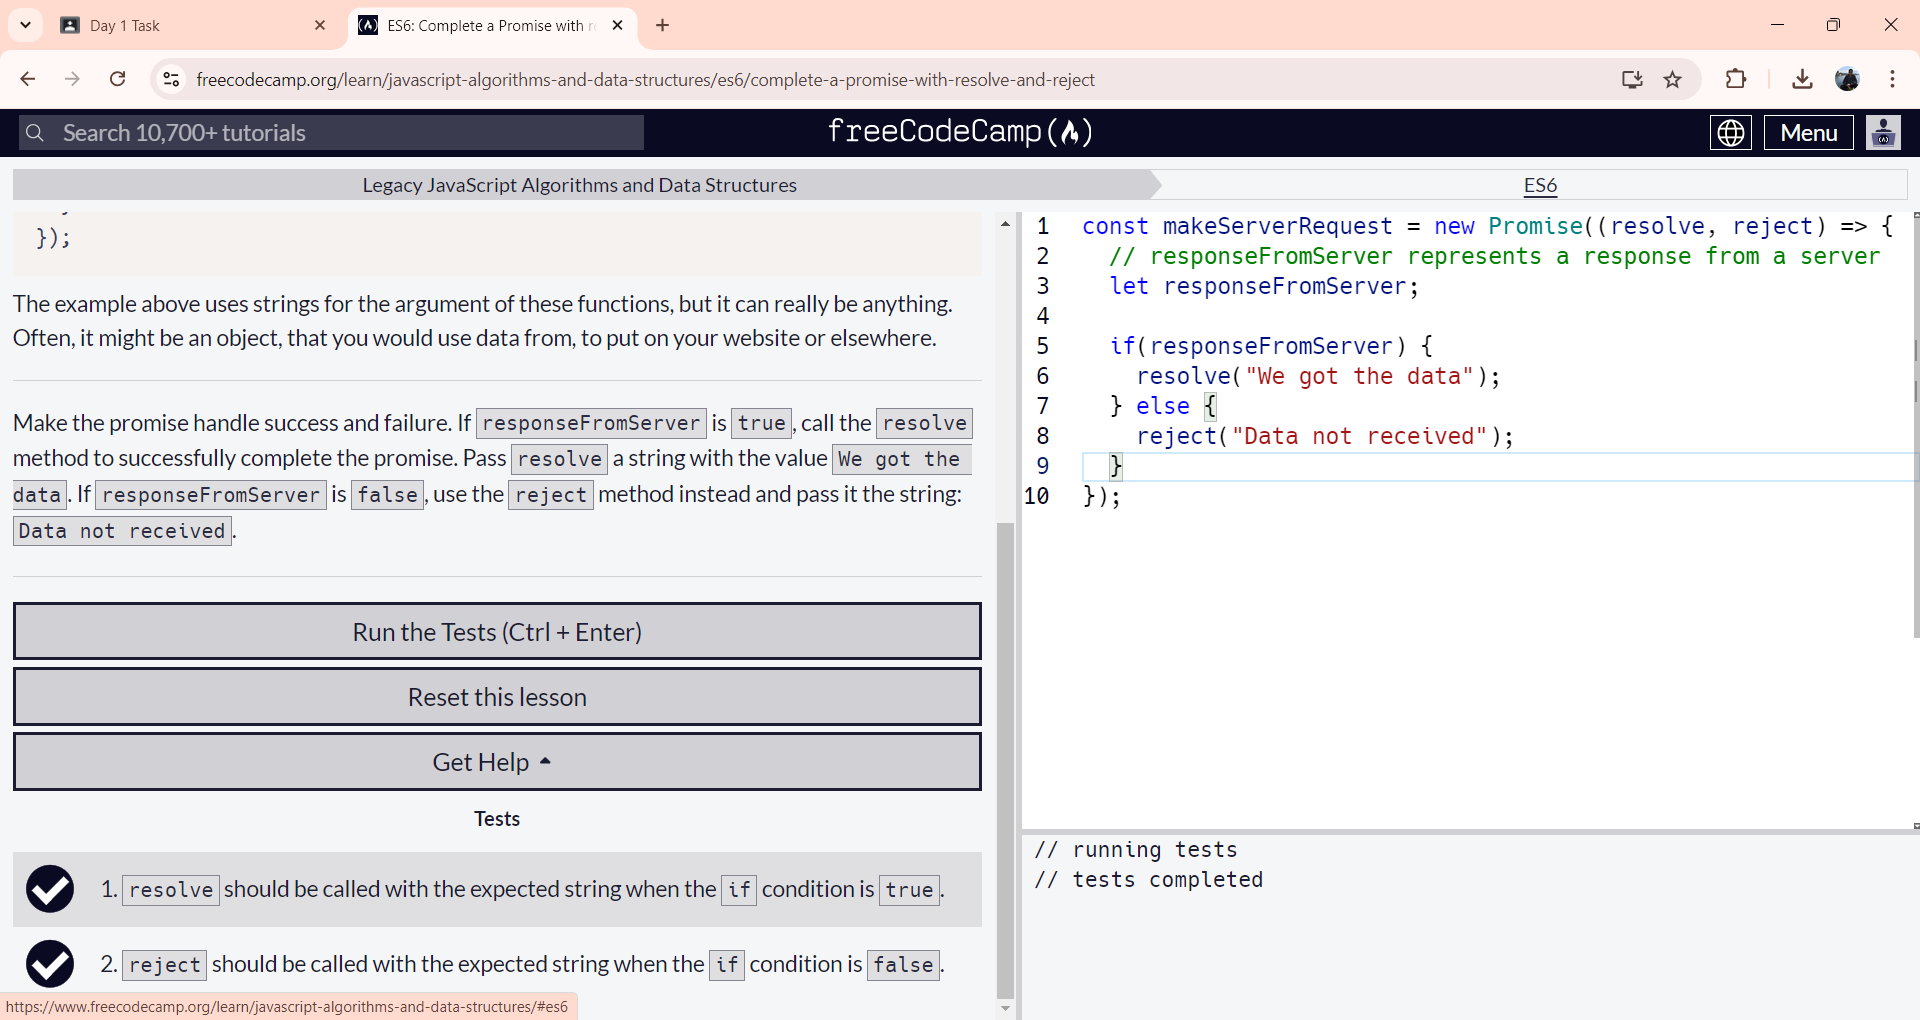 Day 1 Task
ES6: Complete a Promise with r
freecodecamp.org/learn/javascript-algorithms-and-data-structures/es6/complete-a-promise-with-resolve-and-reject
Search 10,700+ tutorials
freeCodeCamp(🔥)
Menu
Legacy JavaScript Algorithms and Data Structures
ES6
});
The example above uses strings for the argument of these functions, but it can really be anything.
Often, it might be an object, that you would use data from, to put on your website or elsewhere.
Make the promise handle success and failure. If responseFromServer is true, call the resolve
method to successfully complete the promise. Pass resolve a string with the value We got the
data. If responseFromServer is false, use the reject method instead and pass it the string:
Data not received.
Run the Tests (Ctrl + Enter)
Reset this lesson
Get Help
Tests
1. resolve should be called with the expected string when the if condition is true.
2. reject should be called with the expected string when the if condition is false.
https://www.freecodecamp.org/learn/javascript-algorithms-and-data-structures/#es6
1 const makeServerRequest = new Promise((resolve, reject) => {
2 // responseFromServer represents a response from a server
3 let responseFromServer;
4
5 if(responseFromServer) {
6 resolve("We got the data");
7 } else {
8 reject("Data not received");
9 }
10 });
// running tests
// tests completed